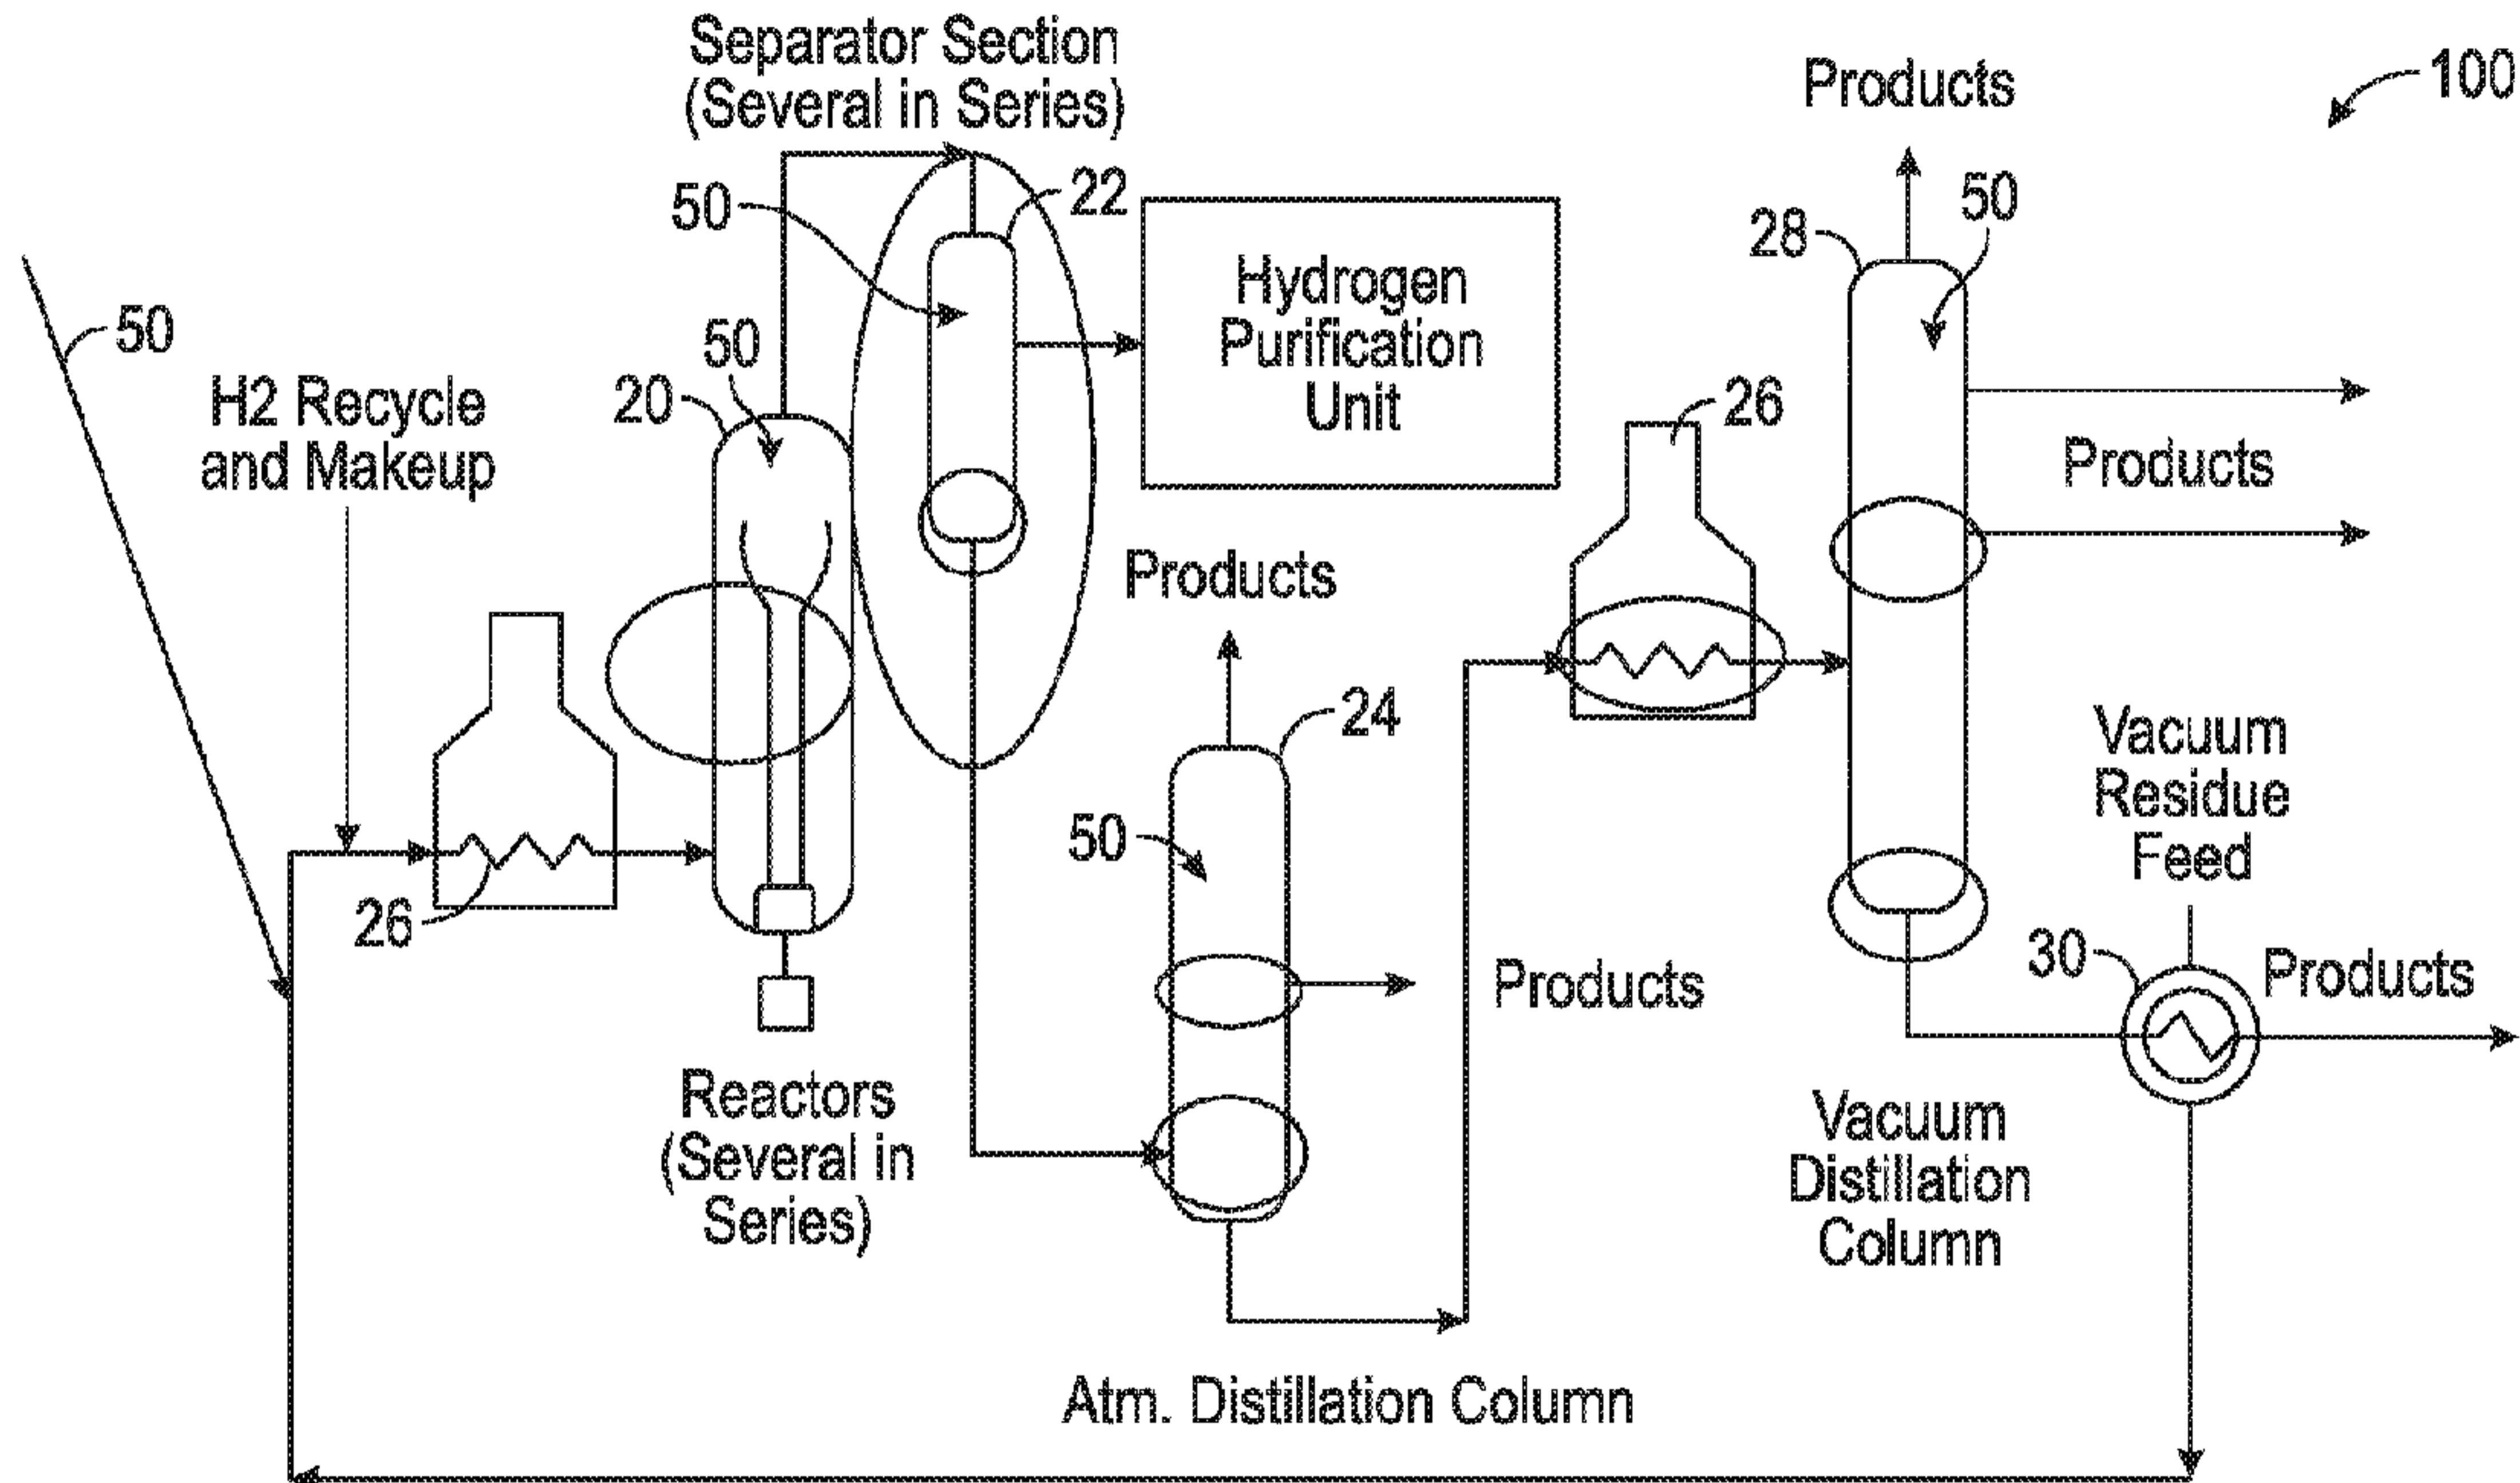 Separator Section
(Several in Series)
Products
100
50
22
28
50
Hydrogen
Purification
Unit
50
H2 Recycle
and Makeup
50
20
26
Products
Products
24
Vacuum
Residue
Feed
50
26
30
Products
Products
Reactors
(Several in
Series)
Vacuum
Distillation
Column
Atm. Distillation Column